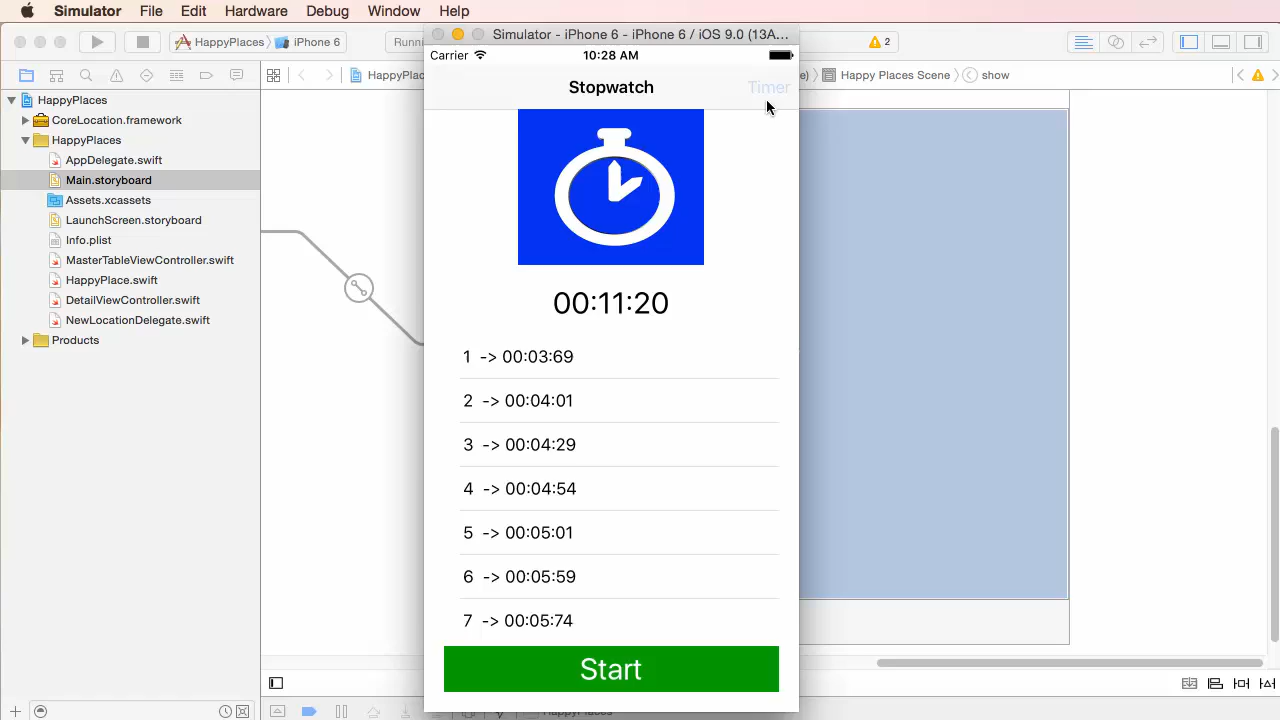 Simulator File Edit Hardware Debug Window Help
Simulator - iPhone 6 - iPhone 6 / iOS 9.0 (13A...
HappyPlaces iPhone 6
2
HappyPlaces
CoreLocation.framework
HappyPlaces
AppDelegate.swift
Main.storyboard
Assets.xcassets
LaunchScreen.storyboard
Info.plist
MasterTableViewController.swift
HappyPlace.swift
DetailViewController.swift
NewLocationDelegate.swift
Products
Carrier 10:28 AM
Stopwatch Timer
00:11:20
1 -> 00:03:69
2 -> 00:04:01
3 -> 00:04:29
4 -> 00:04:54
5 -> 00:05:01
6 -> 00:05:59
7 -> 00:05:74
Start
Happy Places Scene show